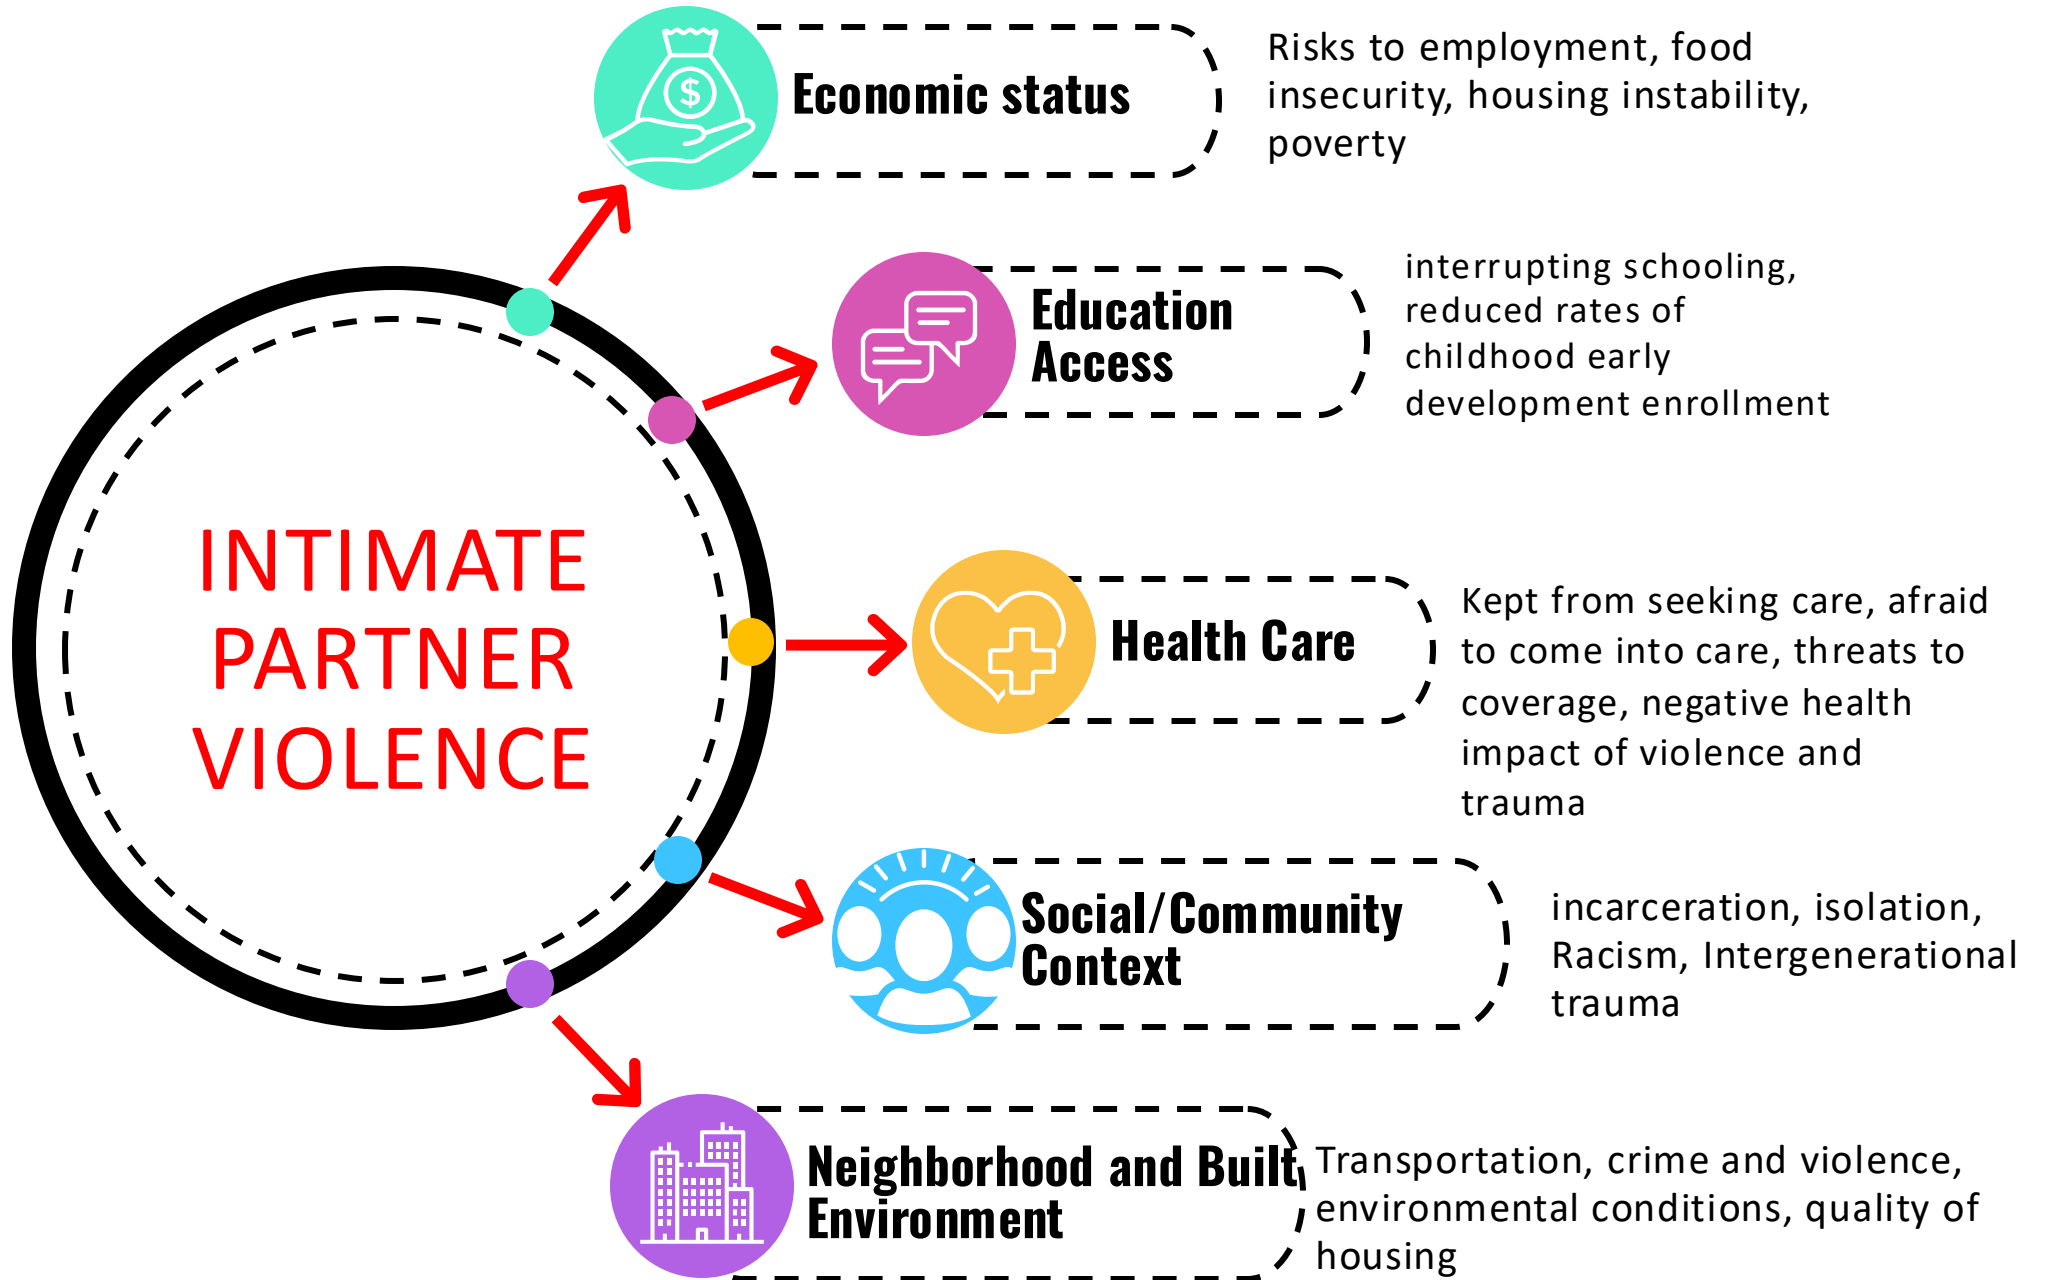 Economic status
Risks to employment, food
insecurity, housing instability,
poverty
Education
Access
interrupting schooling,
reduced rates of
childhood early
development enrollment
INTIMATE
PARTNER
VIOLENCE
Health Care
Kept from seeking care, afraid
to come into care, threats to
coverage, negative health
impact of violence and
trauma
Social/Community
Context
incarceration, isolation,
Racism, Intergenerational
trauma
Neighborhood and Built
Environment
Transportation, crime and violence,
environmental conditions, quality of
housing
$